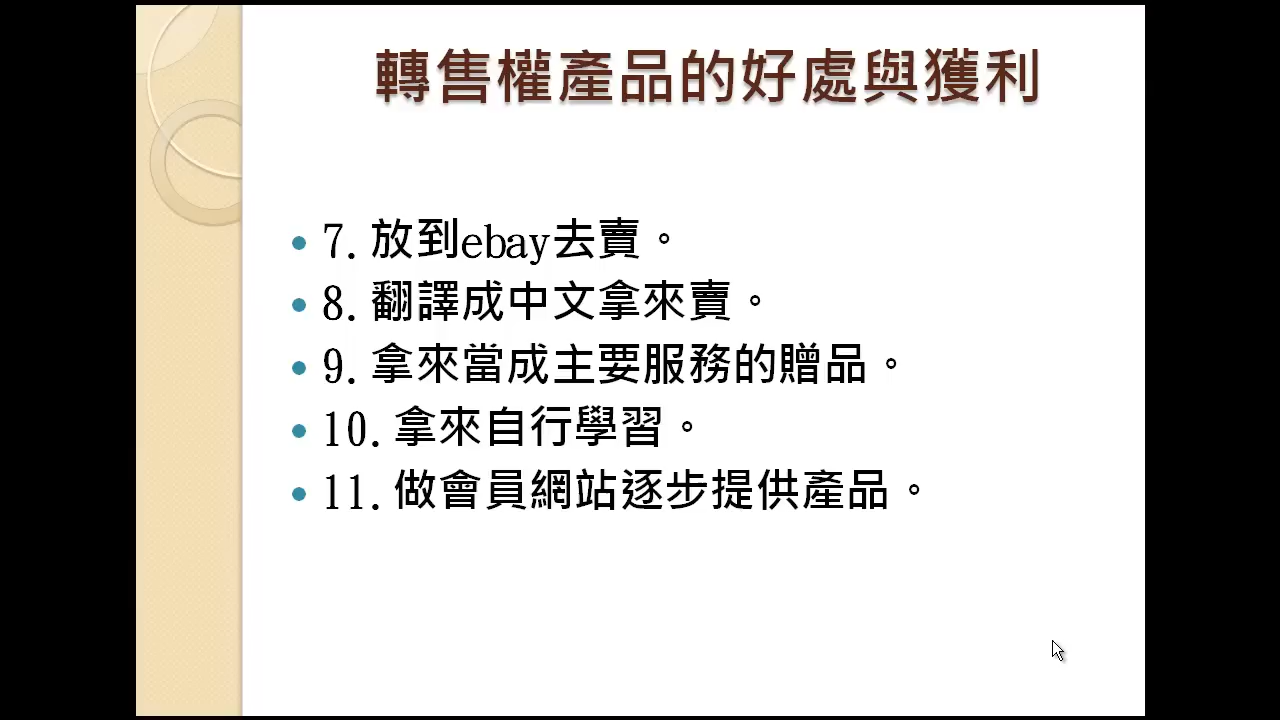 轉售權產品的好處與獲利
7. 放到ebay去賣。
8. 翻譯成中文拿來賣。
9. 拿來當成主要服務的贈品。
10. 拿來自行學習。
11. 做會員網站逐步提供產品。